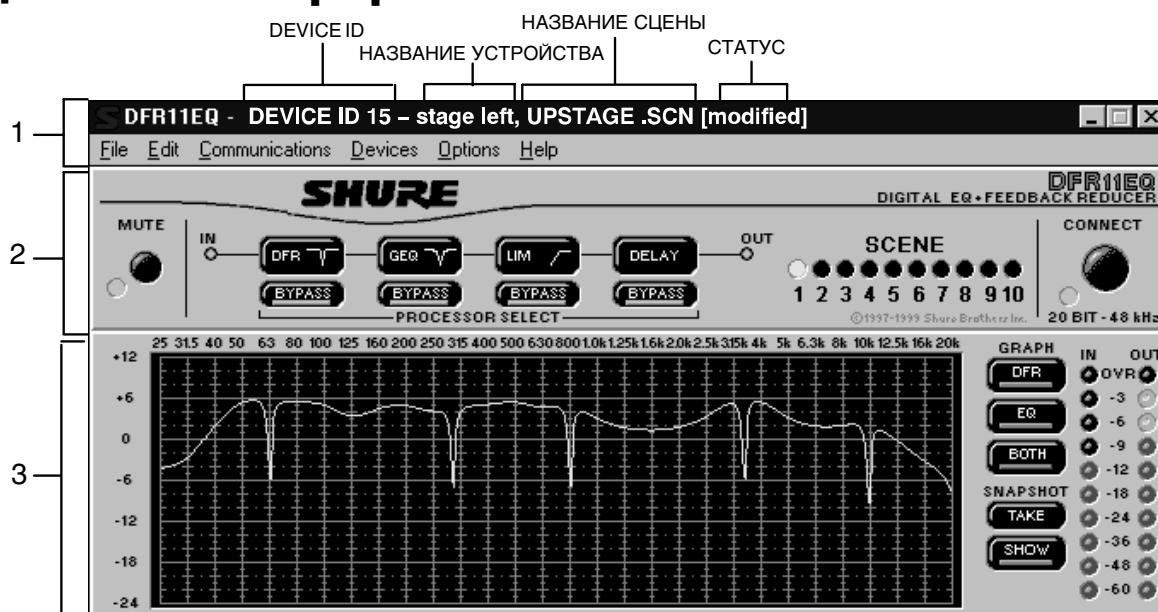 DEVICE ID
НАЗВАНИЕ УСТРОЙСТВА
НАЗВАНИЕ СЦЕНЫ
СТАТУС
1
DFR11EQ - DEVICE ID 15 – stage left, UPSTAGE .SCN [modified]
File Edit Communications Devices Options Help
2
SHURE
DFR11EQ
DIGITAL EQ+FEEDBACK REDUCER
MUTE
IN
DFR
GEQ
LIM
DELAY
OUT
BYPASS
BYPASS
BYPASS
BYPASS
PROCESSOR SELECT
SCENE
1 2 3 4 5 6 7 8 9 10
©1997-1999 Shure Brothers Inc.
CONNECT
20 BIT - 48 kHz
3
25 31.5 40 50 63 80 100 125 160 200 250 315 400 500 630 800 1.0k 1.25k 1.6k 2.0k 2.5k 3.15k 4k 5k 6.3k 8k 10k 12.5k 16k 20k
+12
+6
0
-6
-12
-18
-24
GRAPH
DFR
EQ
BOTH
SNAPSHOT
TAKE
SHOW
IN OUT
OVR
-3
-6
-9
-12
-18
-24
-36
-48
-60